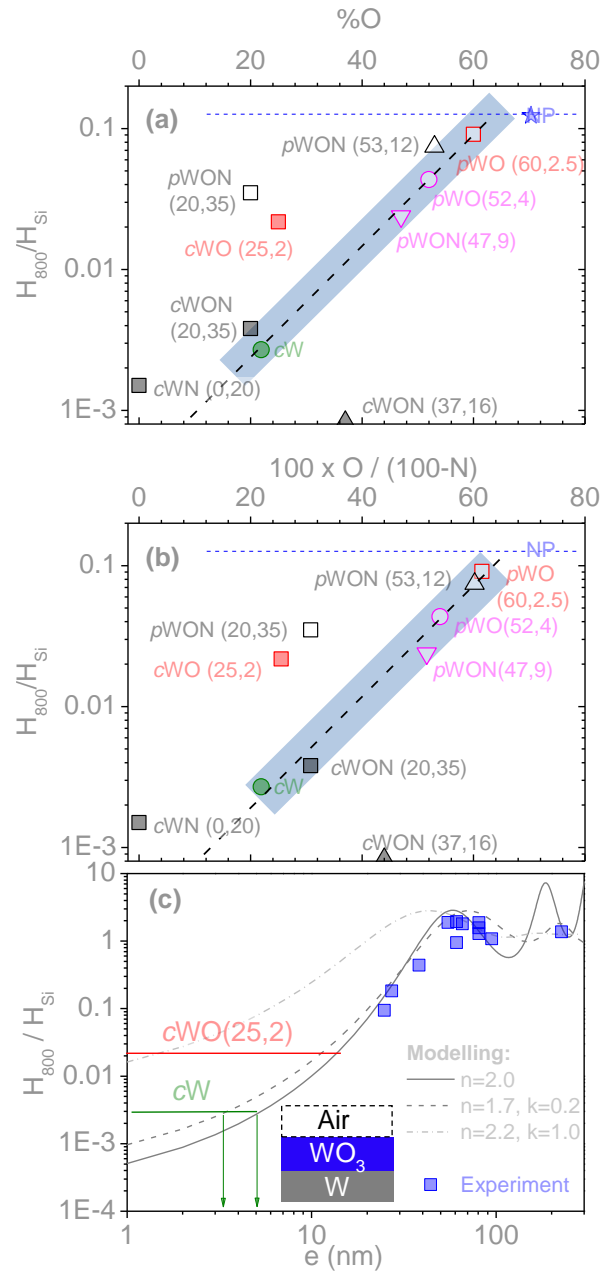 %O
0 20 40 60 80
(a)
NP
pWON
(53,12)
pWO (60,2.5)
pWON
(20,35)
pWO(52,4)
cWO (25,2)
pWON(47,9)
cWON
(20,35)
cW
cWN (0,20)
cWON (37,16)
0.1
0.01
1E-3
H800/HSi
100 x O / (100-N)
0 20 40 60 80
(b)
NP
pWON (53,12)
pWO
(60,2.5)
pWON (20,35)
pWO(52,4)
cWO (25,2)
pWON(47,9)
cWON (20,35)
cW
cWN (0,20)
cWON (37,16)
0.1
0.01
1E-3
H800/HSi
(c)
10
1
0.1
0.01
1E-3
1E-4
H800 / HSi
cWO(25,2)
cW
Modelling:
n=2.0
n=1.7, k=0.2
n=2.2, k=1.0
Experiment
Air
WO3
W
1 10 100
e (nm)